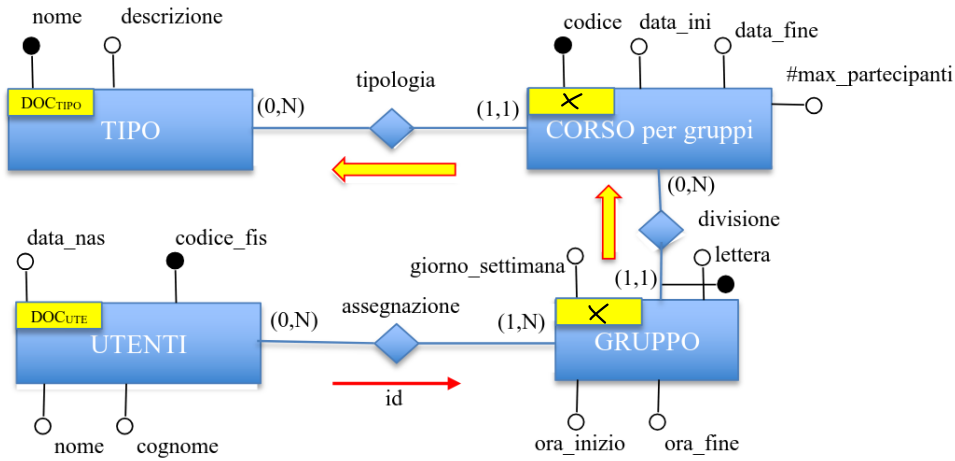 nome
descrizione
codice
data_ini
data_fine
#max_partecipanti
DOCTIPO
TIPO
(0,N)
tipologia
(1,1)
CORSO per gruppi
(0,N)
divisione
data_nas
codice_fis
giorno_settimana
(1,1)
lettera
DOCUTE
UTENTI
(0,N)
assegnazione
(1,N)
GRUPPO
id
nome
cognome
ora_inizio
ora_fine